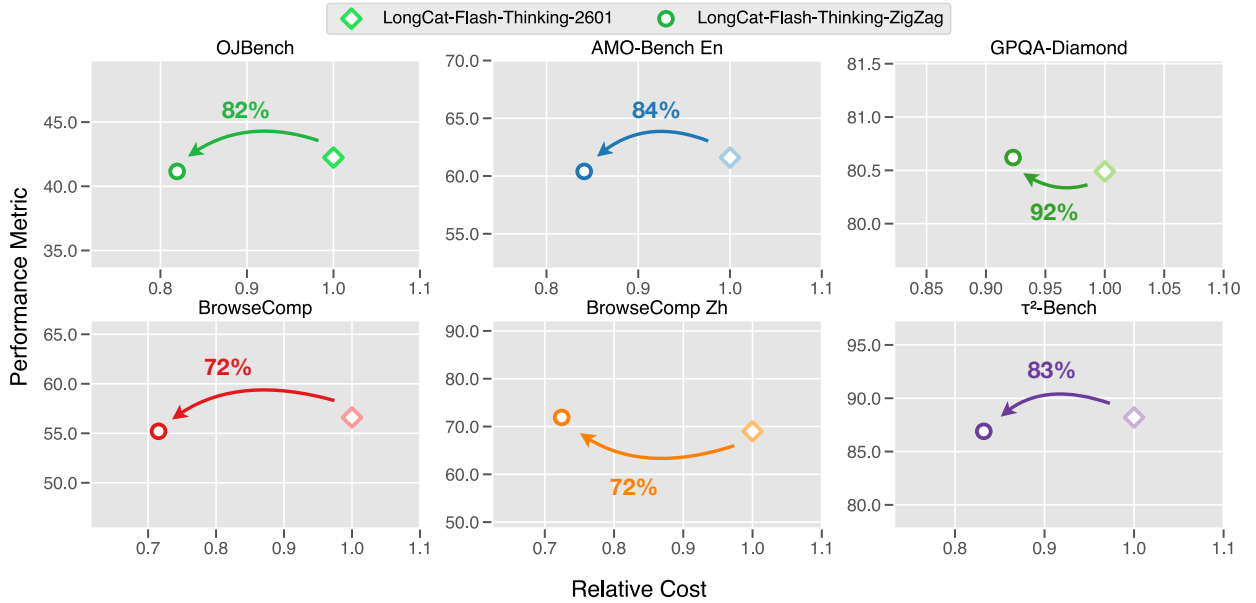 LongCat-Flash-Thinking-2601 LongCat-Flash-Thinking-ZigZag
Performance Metric
OJBench
45.0
40.0
35.0
82%
0.8 0.9 1.0 1.1
AMO-Bench En
70.0
65.0
60.0
55.0
84%
0.8 0.9 1.0 1.1
GPQA-Diamond
81.5
81.0
80.5
80.0
92%
0.85 0.90 0.95 1.00 1.05 1.10
BrowseComp
65.0
60.0
55.0
50.0
72%
0.7 0.8 0.9 1.0 1.1
BrowseComp Zh
90.0
80.0
70.0
60.0
50.0
72%
0.7 0.8 0.9 1.0 1.1
τ²-Bench
95.0
90.0
85.0
80.0
83%
0.8 0.9 1.0 1.1
Relative Cost